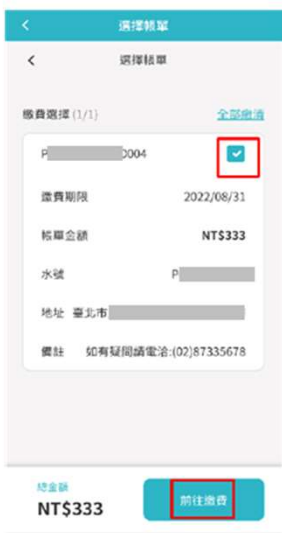 選擇帳單
選擇帳單
繳費選擇 (1/1) 全部繳清
P 0004
繳費期限 2022/08/31
帳單金額 NT$333
水號 P
地址 臺北市
備註 如有疑問請電洽:(02)87335678
總金額
NT$333
前往繳費